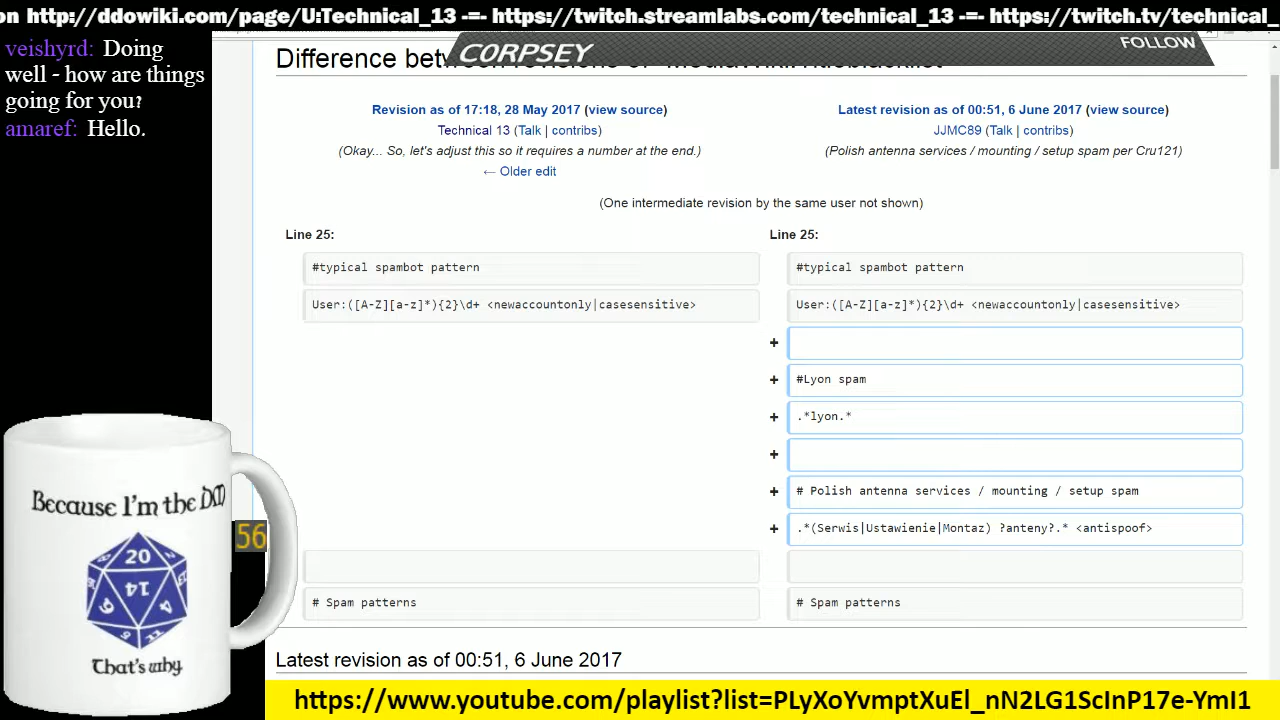 on http://ddowiki.com/page/U:Technical_13 -=- https://twitch.streamlabs.com/technical_13 -=- https://twitch.tv/technical_
veishyrd: Doing
well - how are things
going for you?
amaref: Hello.
CORPSEY
FOLLOW
Difference between revisions of "MediaWiki:Titleblacklist"
Revision as of 17:18, 28 May 2017 (view source)
Technical 13 (Talk | contribs)
(Okay... So, let's adjust this so it requires a number at the end.)
← Older edit
Latest revision as of 00:51, 6 June 2017 (view source)
JJMC89 (Talk | contribs)
(Polish antenna services / mounting / setup spam per Cru121)
(One intermediate revision by the same user not shown)
Line 25:
Line 25:
#typical spambot pattern
#typical spambot pattern
User:([A-Z][a-z]*){2}\d+ <newaccountonly|casesensitive>
User:([A-Z][a-z]*){2}\d+ <newaccountonly|casesensitive>
+
+ #Lyon spam
+ .*lyon.*
+
+ # Polish antenna services / mounting / setup spam
+ .*(Serwis|Ustawienie|Montaz) ?anteny?.* <antispoof>
# Spam patterns
# Spam patterns
Latest revision as of 00:51, 6 June 2017
Because I'm the DM
20
14
That's why.
56
https://www.youtube.com/playlist?list=PLyXoYvmptXuEl_nN2LG1ScInP17e-YmI1